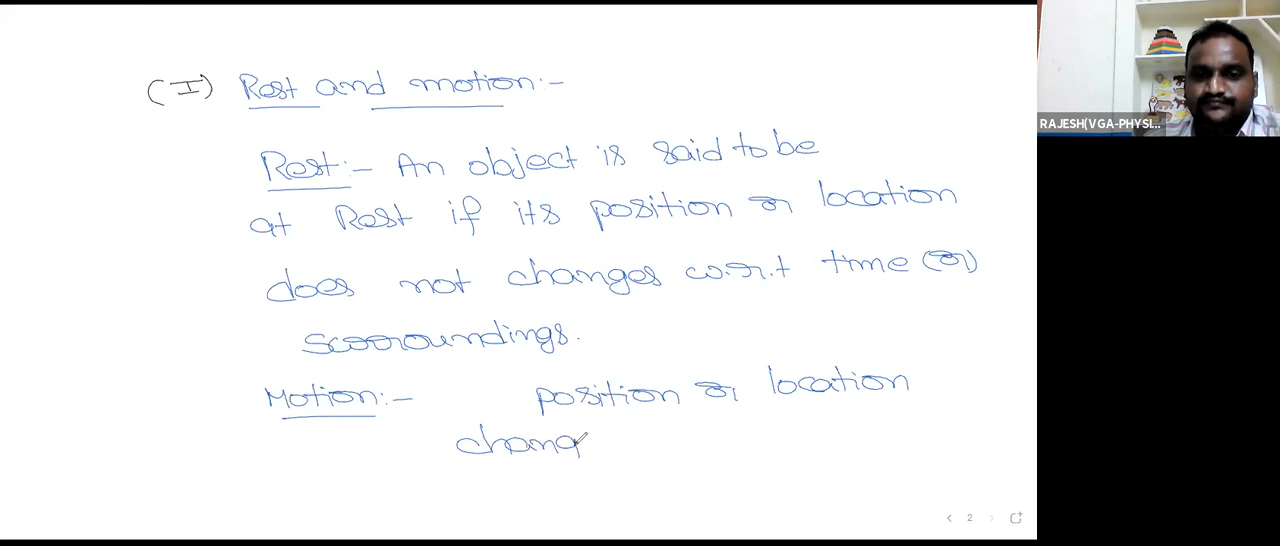 (I) Rest and motion:-
Rest:- An object is said to be
at Rest if its position or location
does not changes w.r.t time (or)
scorroundings.
Motion:- position or location
chang
RAJESH(VGA-PHYSI...
2